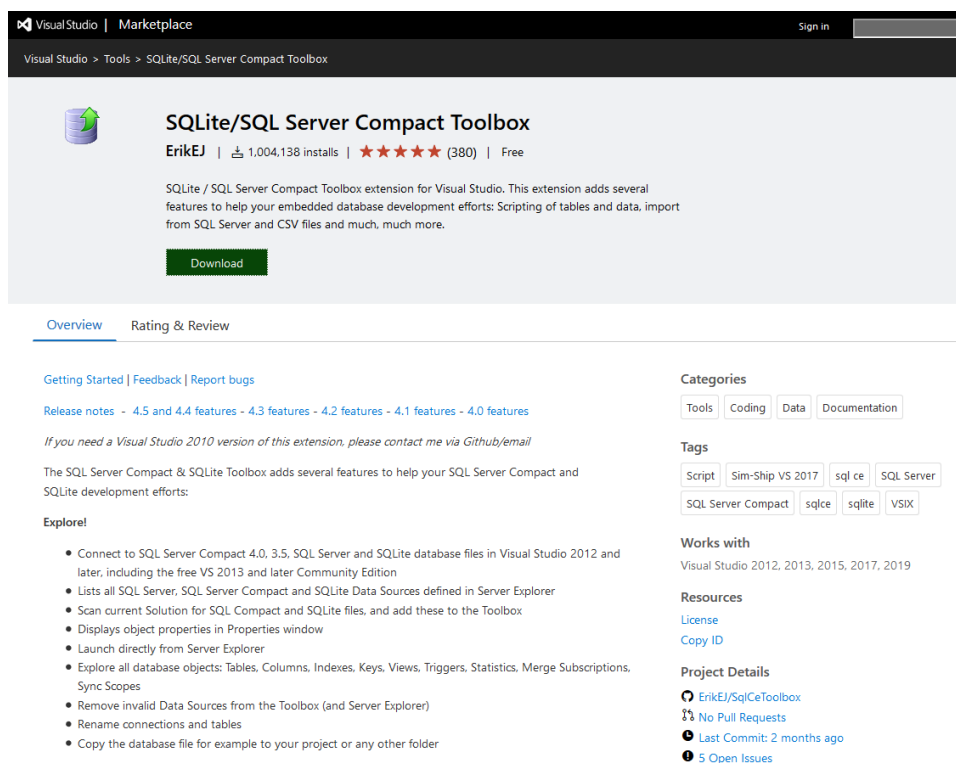 Visual Studio | Marketplace
Sign in
Visual Studio > Tools > SQLite/SQL Server Compact Toolbox
SQLite/SQL Server Compact Toolbox
ErikEJ | 1,004,138 installs | ★★★★★ (380) | Free
SQLite / SQL Server Compact Toolbox extension for Visual Studio. This extension adds several
features to help your embedded database development efforts: Scripting of tables and data, import
from SQL Server and CSV files and much, much more.
Download
Overview Rating & Review
Getting Started | Feedback | Report bugs
Release notes - 4.5 and 4.4 features - 4.3 features - 4.2 features - 4.1 features - 4.0 features
If you need a Visual Studio 2010 version of this extension, please contact me via Github/email
The SQL Server Compact & SQLite Toolbox adds several features to help your SQL Server Compact and
SQLite development efforts:
Explore!
● Connect to SQL Server Compact 4.0, 3.5, SQL Server and SQLite database files in Visual Studio 2012 and
later, including the free VS 2013 and later Community Edition
● Lists all SQL Server, SQL Server Compact and SQLite Data Sources defined in Server Explorer
● Scan current Solution for SQL Compact and SQLite files, and add these to the Toolbox
● Displays object properties in Properties window
● Launch directly from Server Explorer
● Explore all database objects: Tables, Columns, Indexes, Keys, Views, Triggers, Statistics, Merge Subscriptions,
Sync Scopes
● Remove invalid Data Sources from the Toolbox (and Server Explorer)
● Rename connections and tables
● Copy the database file for example to your project or any other folder
Categories
Tools Coding Data Documentation
Tags
Script Sim-Ship VS 2017 sql ce SQL Server
SQL Server Compact sqlce sqlite VSIX
Works with
Visual Studio 2012, 2013, 2015, 2017, 2019
Resources
License
Copy ID
Project Details
ErikEJ/SqlCeToolbox
No Pull Requests
Last Commit: 2 months ago
5 Open Issues